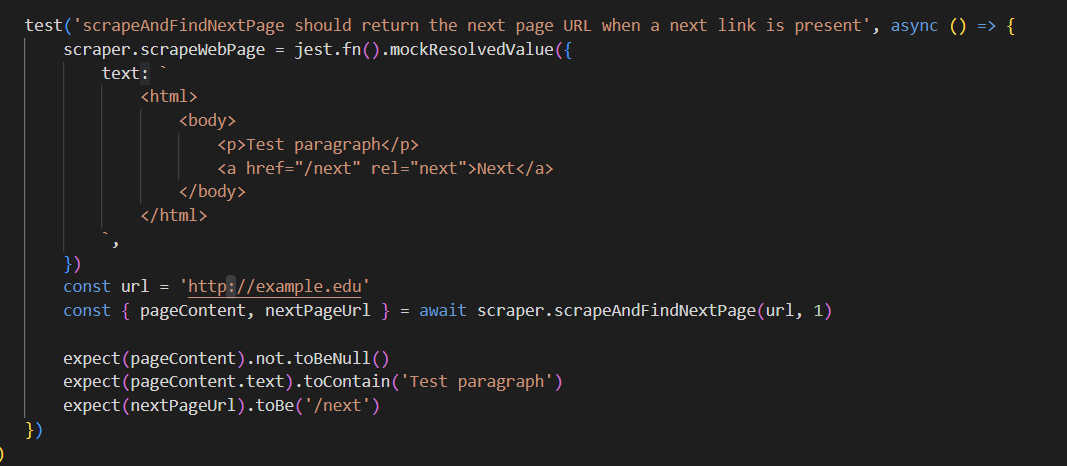 test('scrapeAndFindNextPage should return the next page URL when a next link is present', async () => {
    scraper.scrapeWebPage = jest.fn().mockResolvedValue({
        text: `
            <html>
                <body>
                    <p>Test paragraph</p>
                    <a href="/next" rel="next">Next</a>
                </body>
            </html>
        `,
    })
    const url = 'http://example.edu'
    const { pageContent, nextPageUrl } = await scraper.scrapeAndFindNextPage(url, 1)

    expect(pageContent).not.toBeNull()
    expect(pageContent.text).toContain('Test paragraph')
    expect(nextPageUrl).toBe('/next')
})
)